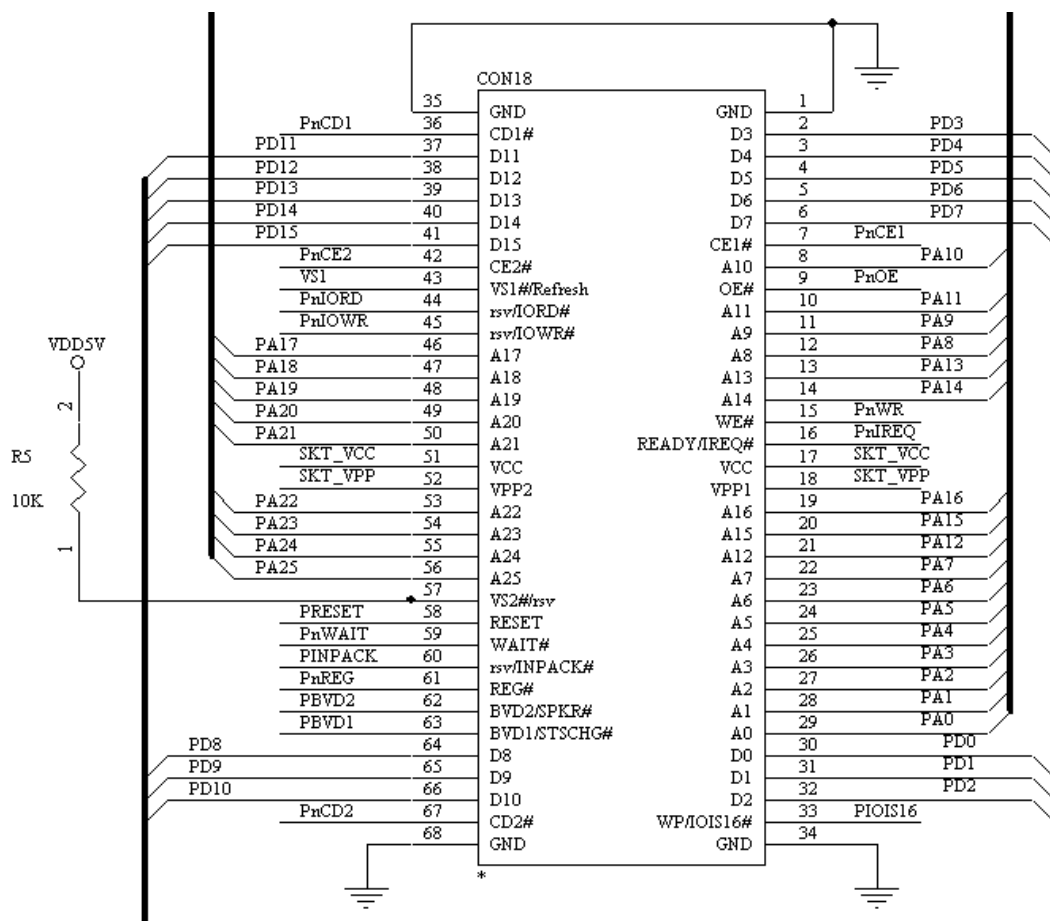 CON18
35 GND GND 1
PnCD1 36 CD1# D3 2 PD3
PD11 37 D11 D4 3 PD4
PD12 38 D12 D5 4 PD5
PD13 39 D13 D6 5 PD6
PD14 40 D14 D7 6 PD7
PD15 41 D15 CE1# 7 PnCE1
PnCE2 42 CE2# A10 8 PA10
VS1 43 VS1#/Refresh OE# 9 PnOE
PnIORD 44 rsv/IORD# A11 10 PA11
PnIOWR 45 rsv/IOWR# A9 11 PA9
VDD5V
PA17 46 A17 A8 12 PA8
PA18 47 A18 A13 13 PA13
PA19 48 A19 A14 14 PA14
2
PA20 49 A20 WE# 15 PnWR
PA21 50 A21 READY/IREQ# 16 PnIREQ
R5
SKT_VCC 51 VCC VCC 17 SKT_VCC
SKT_VPP 52 VPP2 VPP1 18 SKT_VPP
10K
PA22 53 A22 A16 19 PA16
PA23 54 A23 A15 20 PA15
1
PA24 55 A24 A12 21 PA12
PA25 56 A25 A7 22 PA7
57 VS2#/rsv A6 23 PA6
PRESET 58 RESET A5 24 PA5
PnWAIT 59 WAIT# A4 25 PA4
PINPACK 60 rsv/INPACK# A3 26 PA3
PnREG 61 REG# A2 27 PA2
PBVD2 62 BVD2/SPKR# A1 28 PA1
PBVD1 63 BVD1/STSCHG# A0 29 PA0
PD8 64 D8 D0 30 PD0
PD9 65 D9 D1 31 PD1
PD10 66 D10 D2 32 PD2
PnCD2 67 CD2# WP/IOIS16# 33 PIOIS16
68 GND GND 34
*